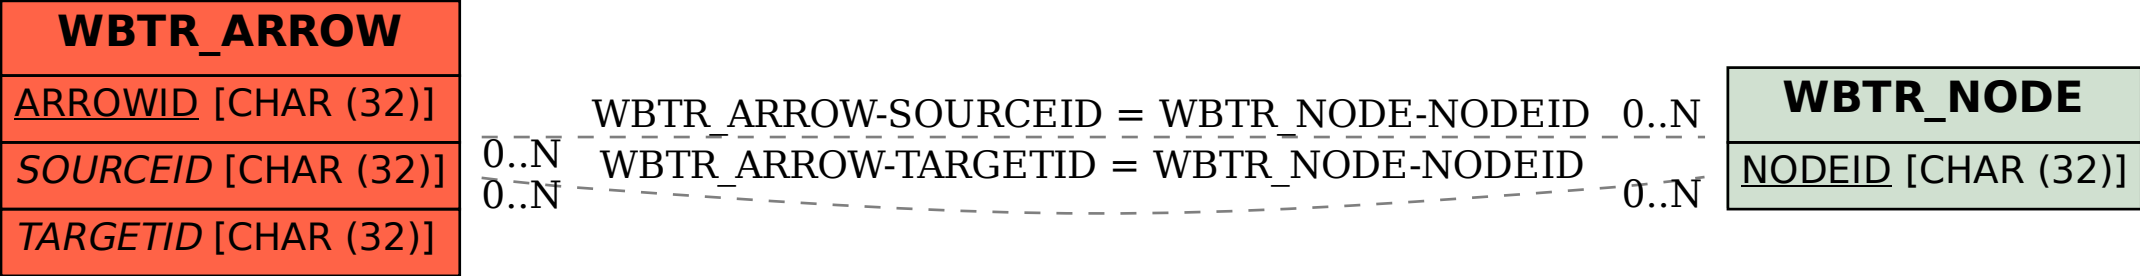 WBTR_ARROW
ARROWID [CHAR (32)]
SOURCEID [CHAR (32)]
TARGETID [CHAR (32)]
WBTR_ARROW-SOURCEID = WBTR_NODE-NODEID
0..N
0..N
WBTR_ARROW-TARGETID = WBTR_NODE-NODEID
0..N
0..N
WBTR_NODE
NODEID [CHAR (32)]